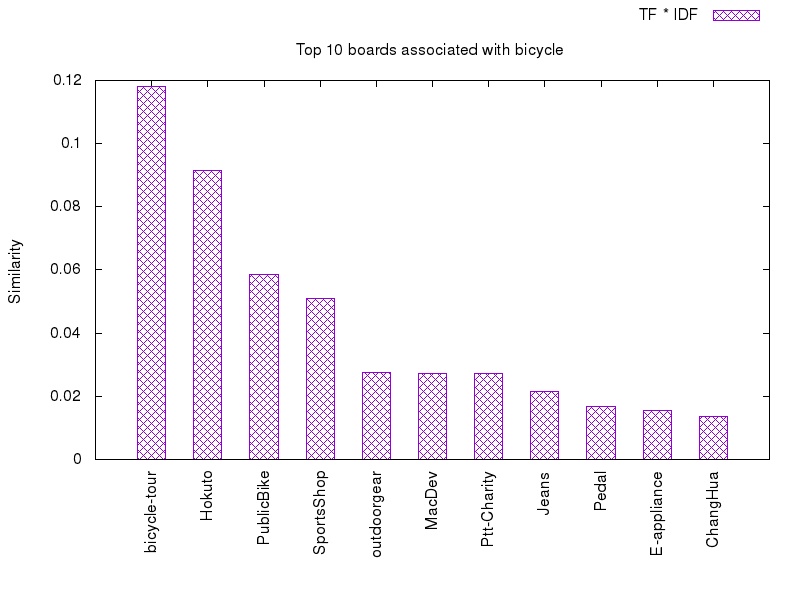 TF * IDF
Top 10 boards associated with bicycle
0.12
0.1
0.08
0.06
0.04
0.02
0
Similarity
bicycle-tour
Hokuto
PublicBike
SportsShop
outdoorgear
MacDev
Ptt-Charity
Jeans
Pedal
E-appliance
ChangHua